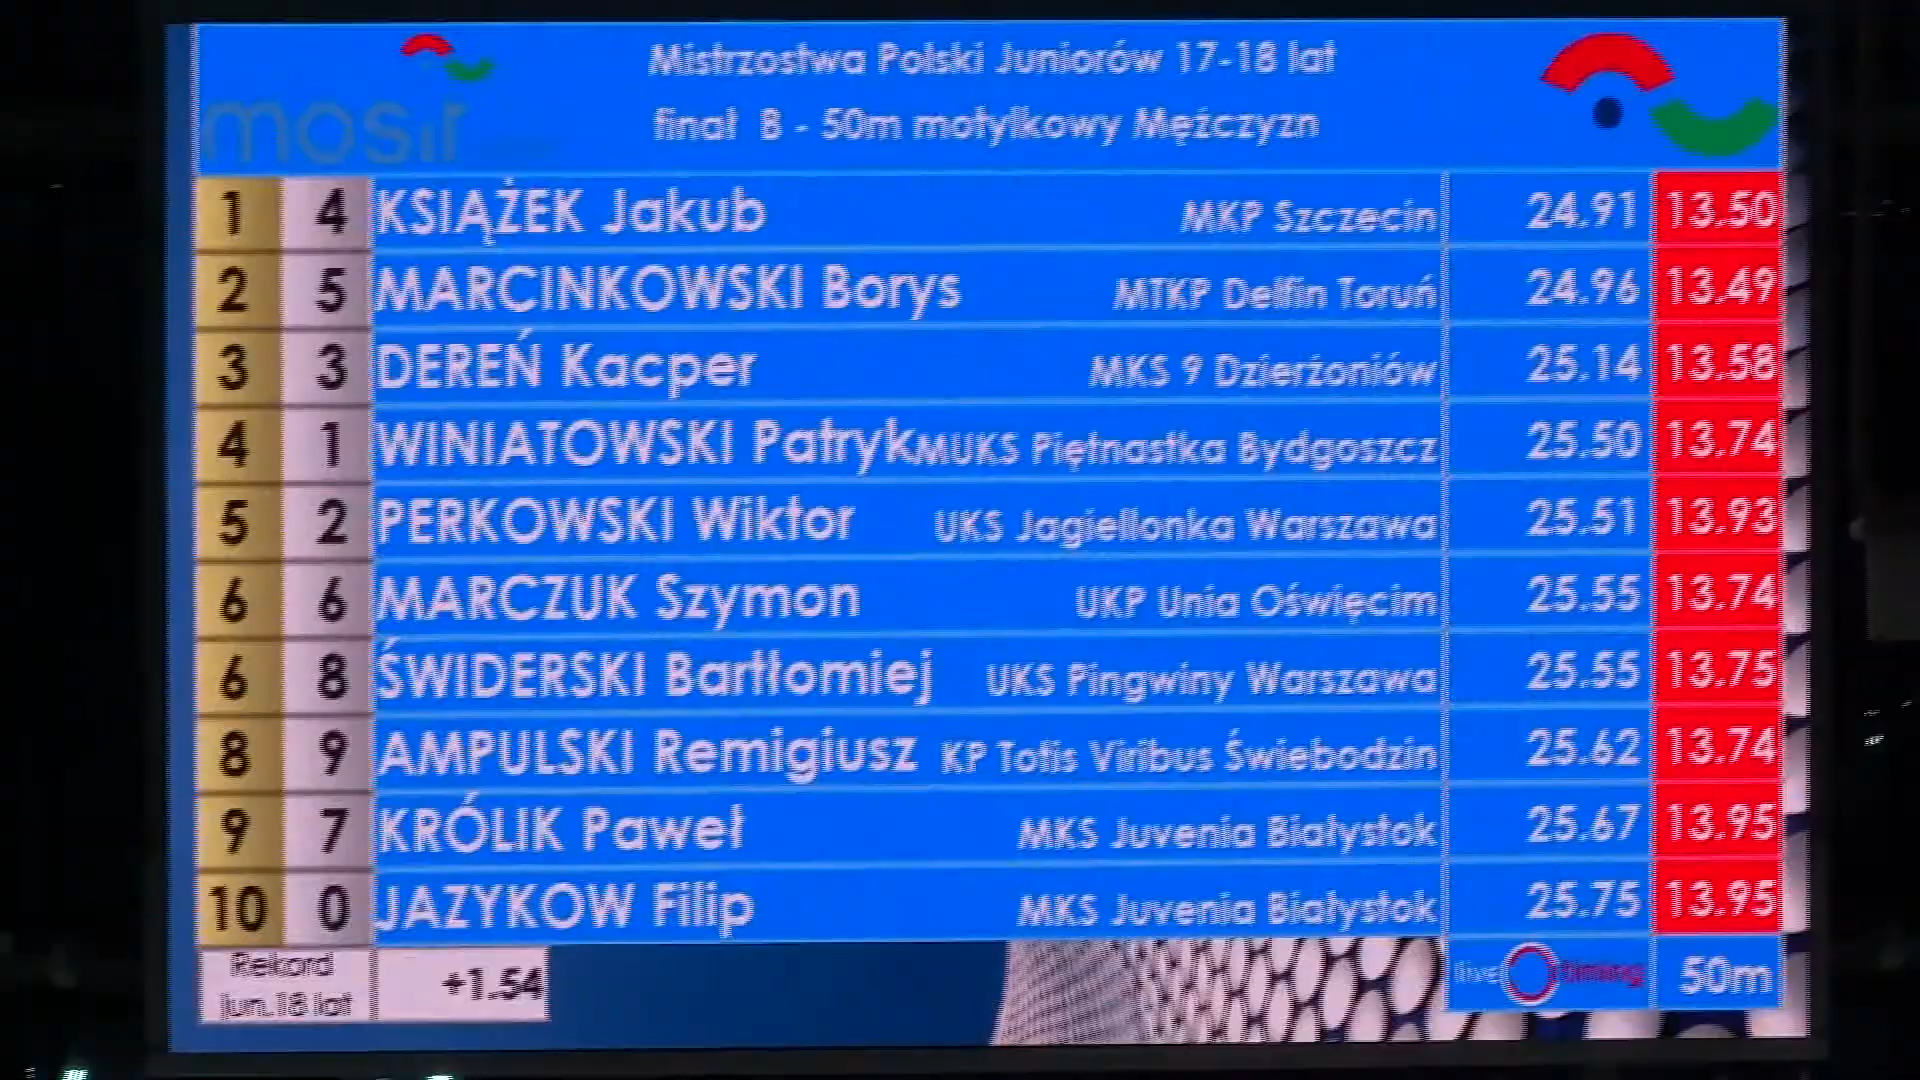 mosir
Mistrzostwa Polski Juniorów 17-18 lat
finał B - 50m motylkowy Mężczyzn
1 4 KSIĄŻEK Jakub MKP Szczecin 24.91 13.50
2 5 MARCINKOWSKI Borys MTKP Delfin Toruń 24.96 13.49
3 3 DEREŃ Kacper MKS 9 Dzierżoniów 25.14 13.58
4 1 WINIATOWSKI Patryk MUKS Piętnastka Bydgoszcz 25.50 13.74
5 2 PERKOWSKI Wiktor UKS Jagiellonka Warszawa 25.51 13.93
6 6 MARCZUK Szymon UKP Unia Oświęcim 25.55 13.74
6 8 ŚWIDERSKI Bartłomiej UKS Pingwiny Warszawa 25.55 13.75
8 9 AMPULSKI Remigiusz KP Totis Viribus Świebodzin 25.62 13.74
9 7 KRÓLIK Paweł MKS Juvenia Białystok 25.67 13.95
10 0 JAZYKOW Filip MKS Juvenia Białystok 25.75 13.95
Rekord
jun.18 lat
+1.54
live timing
50m